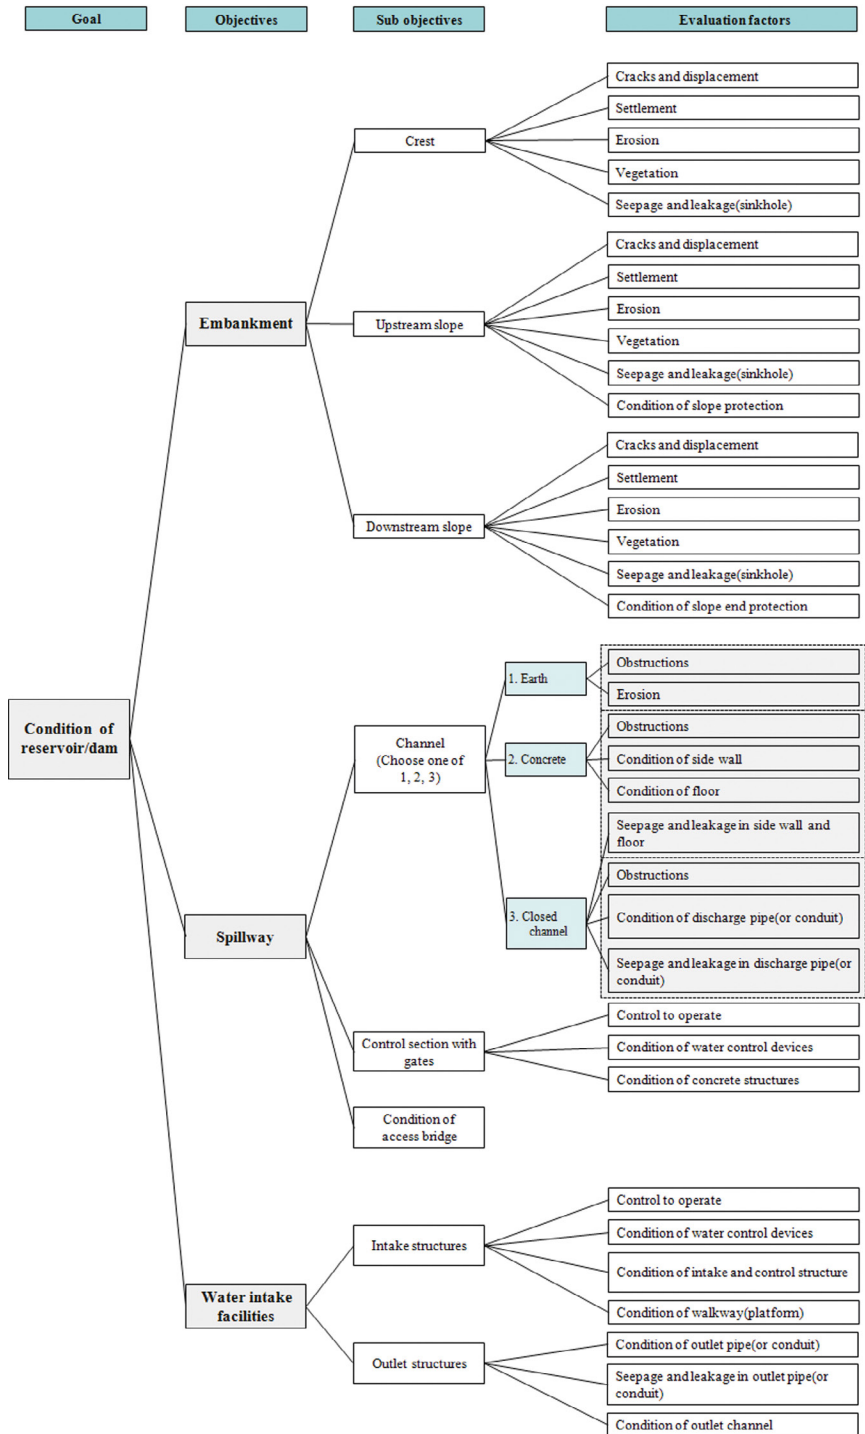 Goal
Objectives
Sub objectives
Evaluation factors
Cracks and displacement
Settlement
Crest
Erosion
Vegetation
Seepage and leakage(sinkhole)
Cracks and displacement
Settlement
Embankment
Upstream slope
Erosion
Vegetation
Seepage and leakage(sinkhole)
Condition of slope protection
Cracks and displacement
Settlement
Downstream slope
Erosion
Vegetation
Seepage and leakage(sinkhole)
Condition of slope end protection
Condition of
reservoir/dam
Channel
(Choose one of
1, 2, 3)
1. Earth
Obstructions
Erosion
2. Concrete
Obstructions
Condition of side wall
Condition of floor
Seepage and leakage in side wall and
floor
Spillway
3. Closed
channel
Obstructions
Condition of discharge pipe(or conduit)
Seepage and leakage in discharge pipe(or
conduit)
Control section with
gates
Control to operate
Condition of water control devices
Condition of concrete structures
Condition of
access bridge
Water intake
facilities
Intake structures
Control to operate
Condition of water control devices
Condition of intake and control structure
Condition of walkway(platform)
Outlet structures
Condition of outlet pipe(or conduit)
Seepage and leakage in outlet pipe(or
conduit)
Condition of outlet channel